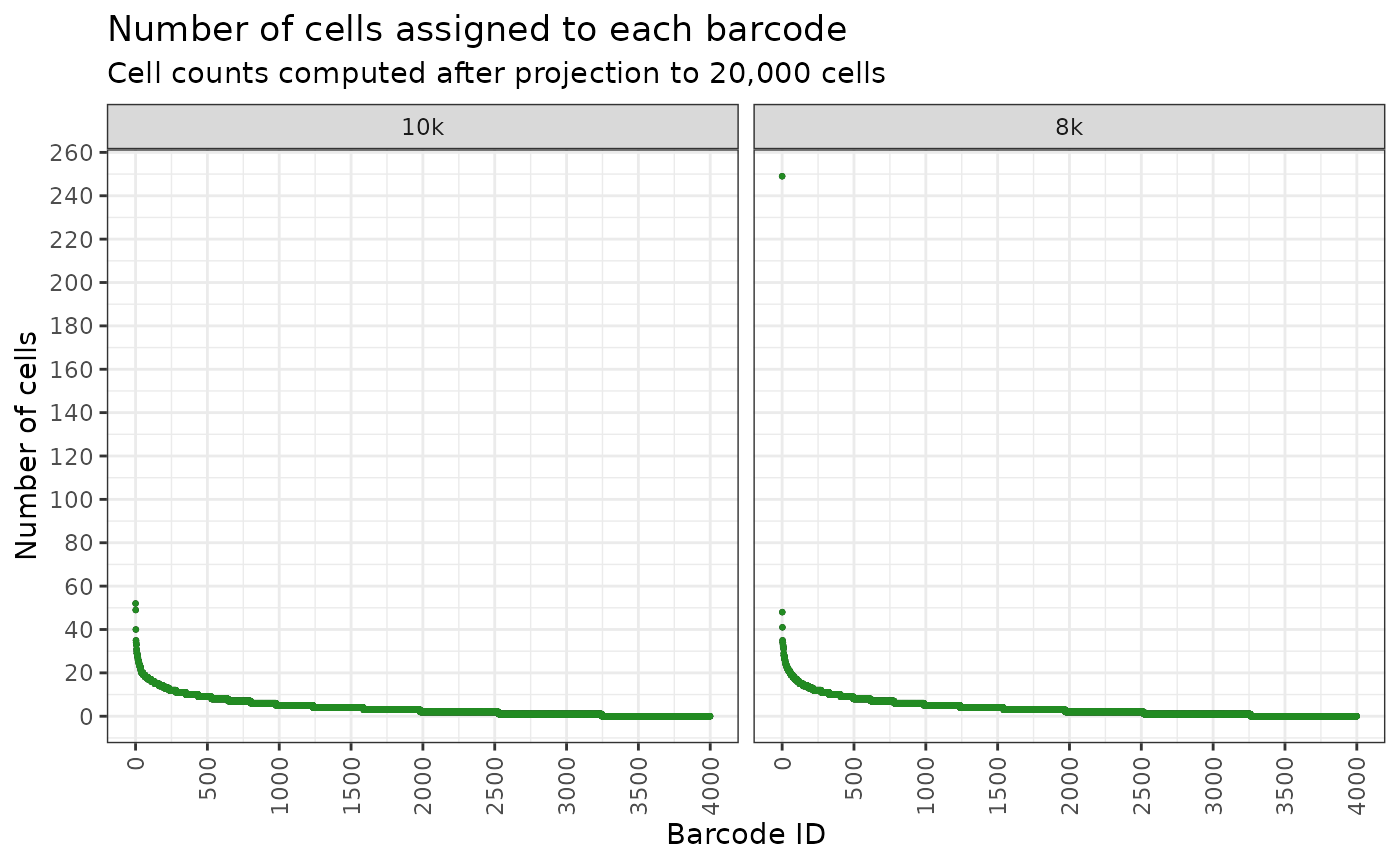 Number of cells assigned to each barcode
Cell counts computed after projection to 20,000 cells
10k 8k
Number of cells
260
240
220
200
180
160
140
120
100
80
60
40
20
0
0 500 1000 1500 2000 2500 3000 3500 4000 0 500 1000 1500 2000 2500 3000 3500 4000
Barcode ID